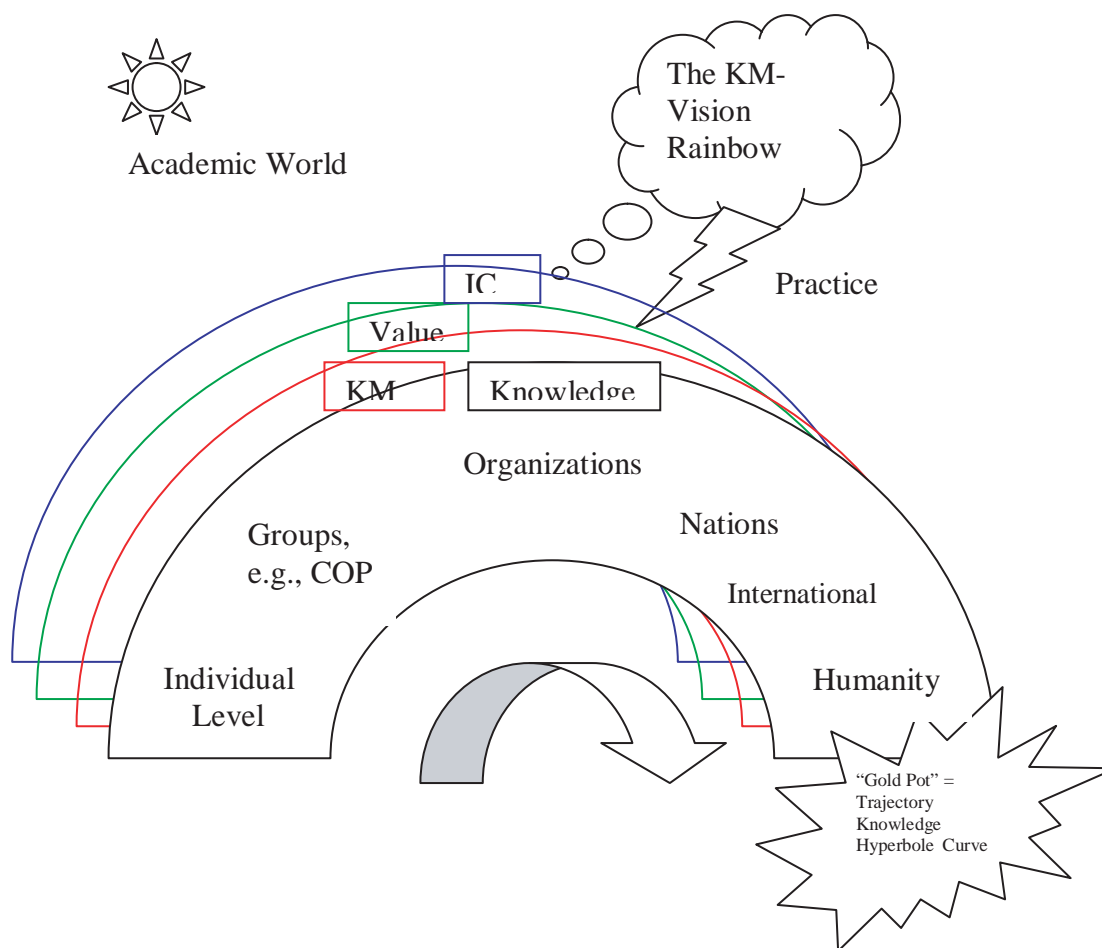 The KM-
Vision
Rainbow
Academic World
IC
Practice
Value
KM
Knowledge
Organizations
Groups,
e.g., COP
Nations
International
Individual
Level
Humanity
“Gold Pot” =
Trajectory
Knowledge
Hyperbole Curve